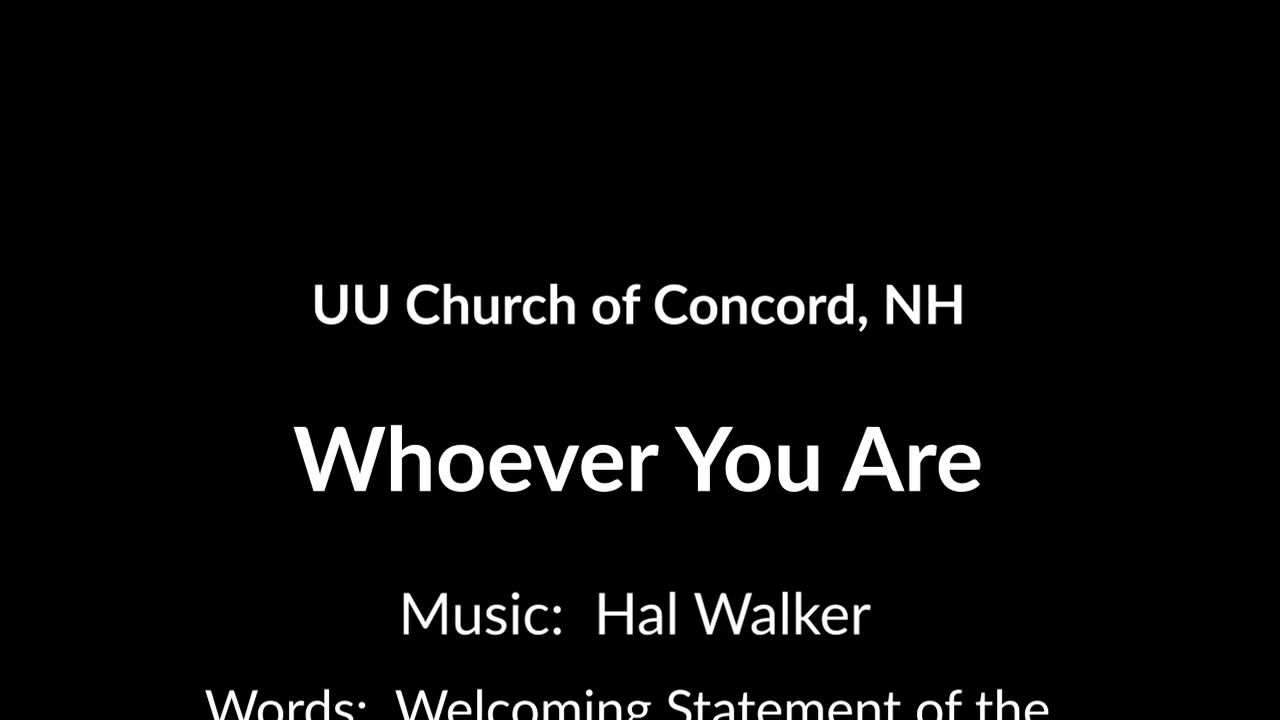 UU Church of Concord, NH
Whoever You Are
Music:  Hal Walker
Words:  Welcoming Statement of the